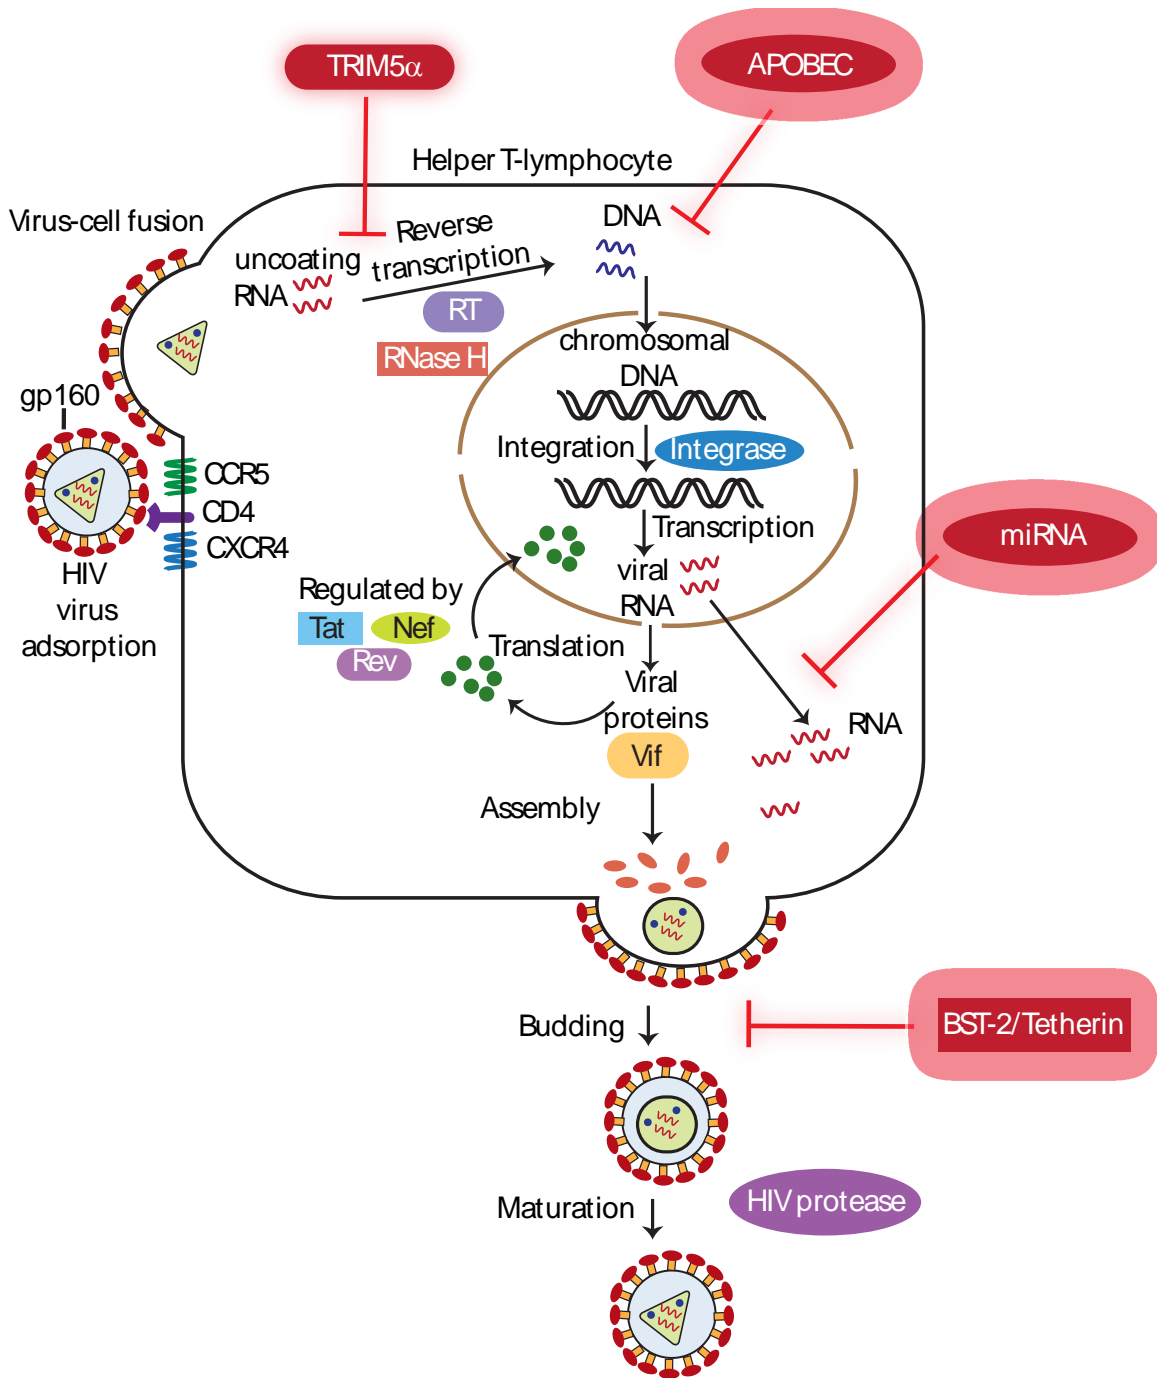 TRIM5α
APOBEC
Helper T-lymphocyte
Virus-cell fusion
DNA
Reverse
transcription
uncoating
RNA
RT
RNase H
chromosomal
DNA
gp160
Integration
Integrase
CCR5
CD4
CXCR4
Transcription
miRNA
HIV
virus
adsorption
viral
RNA
Regulated by
Tat
Nef
Rev
Translation
Viral
proteins
Vif
RNA
Assembly
Budding
BST-2/Tetherin
Maturation
HIV protease